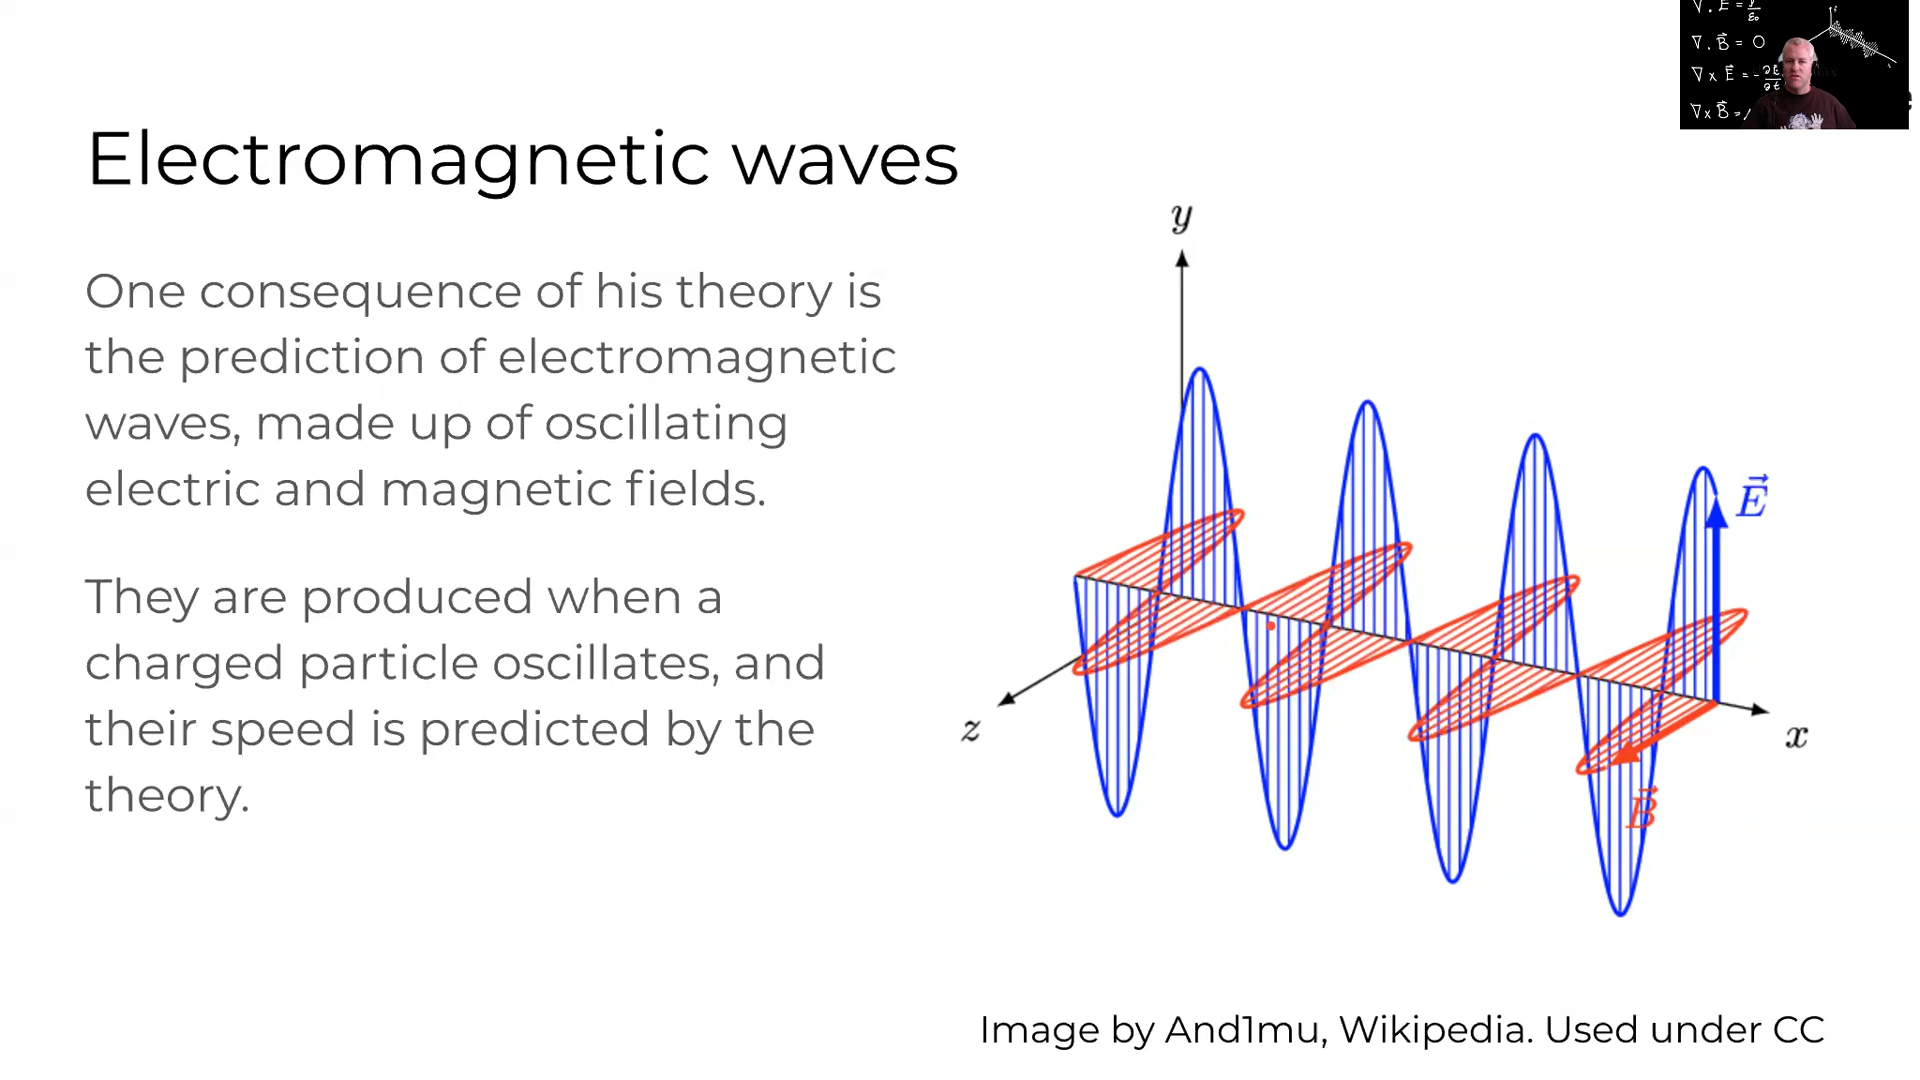 ∇ . E = ρ/ε₀
∇ . B⃗ = 0
∇ x E⃗ = -
∇ x B⃗ =
Electromagnetic waves
One consequence of his theory is
the prediction of electromagnetic
waves, made up of oscillating
electric and magnetic fields.
They are produced when a
charged particle oscillates, and
their speed is predicted by the
theory.
y
E⃗
z
x
B⃗
Image by And1mu, Wikipedia. Used under CC